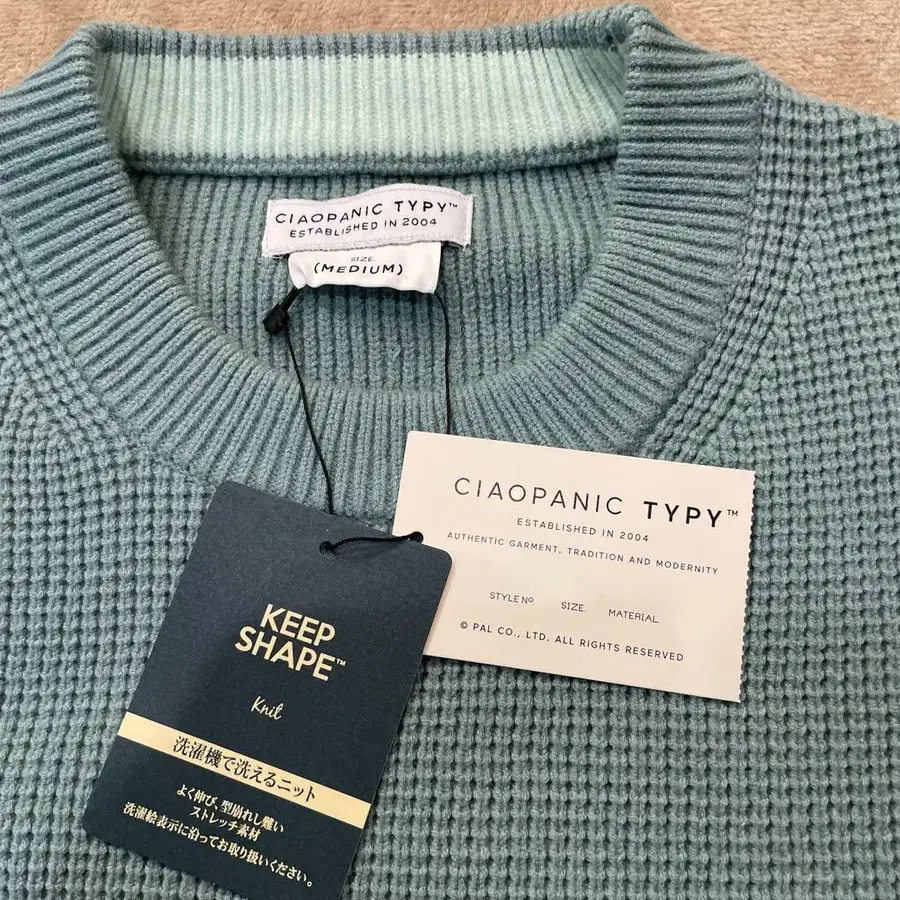 CIAOPANIC TYPY™
ESTABLISHED IN 2004
SIZE.
(MEDIUM)
CIAOPANIC TYPY™
ESTABLISHED IN 2004
AUTHENTIC GARMENT, TRADITION AND MODERNITY
STYLE Nº. SIZE. MATERIAL.
© PAL CO., LTD. ALL RIGHTS RESERVED
KEEP
SHAPE™
Knit
洗濯機で洗えるニット
よく伸び、型崩れし難い
ストレッチ素材
洗濯絵表示に沿ってお取り扱いください。